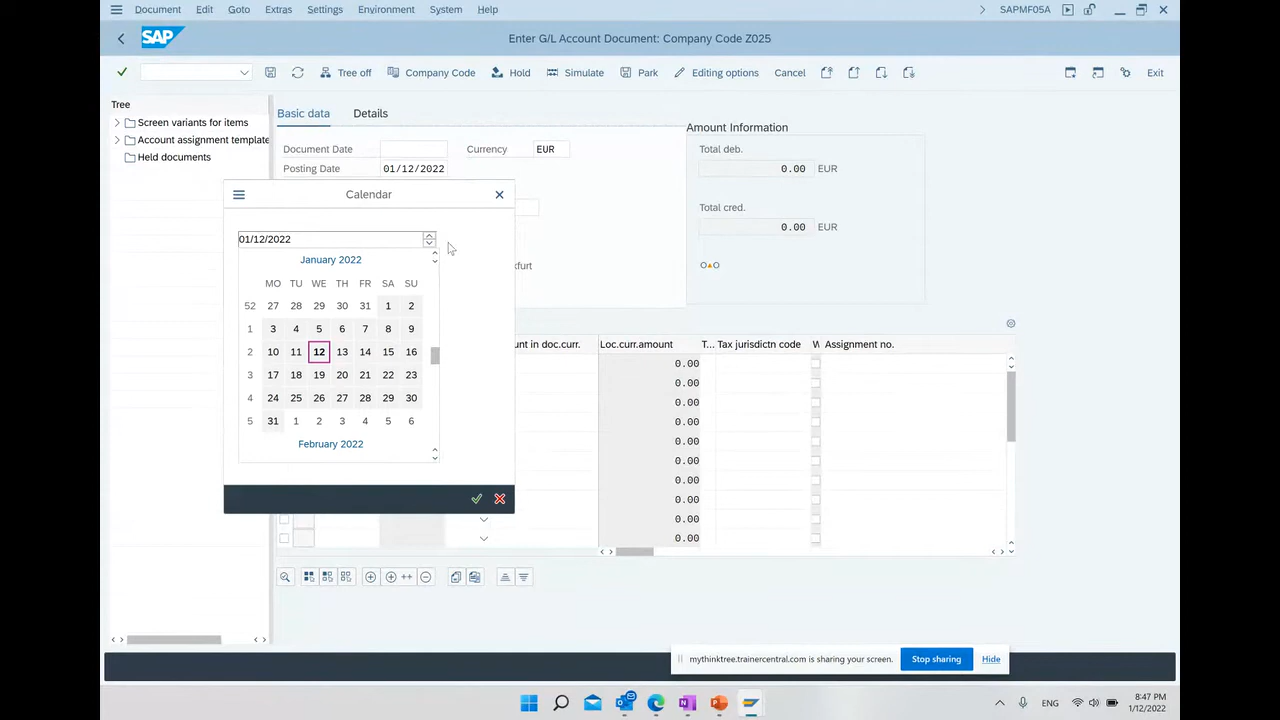 Document Edit Goto Extras Settings Environment System Help SAPMF05A
SAP Enter G/L Account Document: Company Code Z025
Tree off Company Code Hold Simulate Park Editing options Cancel Exit
Tree
Screen variants for items
Account assignment template
Held documents
Basic data Details
Document Date Currency EUR
Posting Date 01/12/2022
Amount Information
Total deb.
0.00 EUR
Total cred.
0.00 EUR
Calendar
01/12/2022
January 2022
MO TU WE TH FR SA SU
52 27 28 29 30 31 1 2
1 3 4 5 6 7 8 9
2 10 11 12 13 14 15 16
3 17 18 19 20 21 22 23
4 24 25 26 27 28 29 30
5 31 1 2 3 4 5 6
February 2022
kfurt
unt in doc.curr. Loc.curr.amount T... Tax jurisdictn code W Assignment no.
0.00
0.00
0.00
0.00
0.00
0.00
0.00
0.00
0.00
0.00
mythinktree.trainercentral.com is sharing your screen. Stop sharing Hide
ENG 8:47 PM
1/12/2022